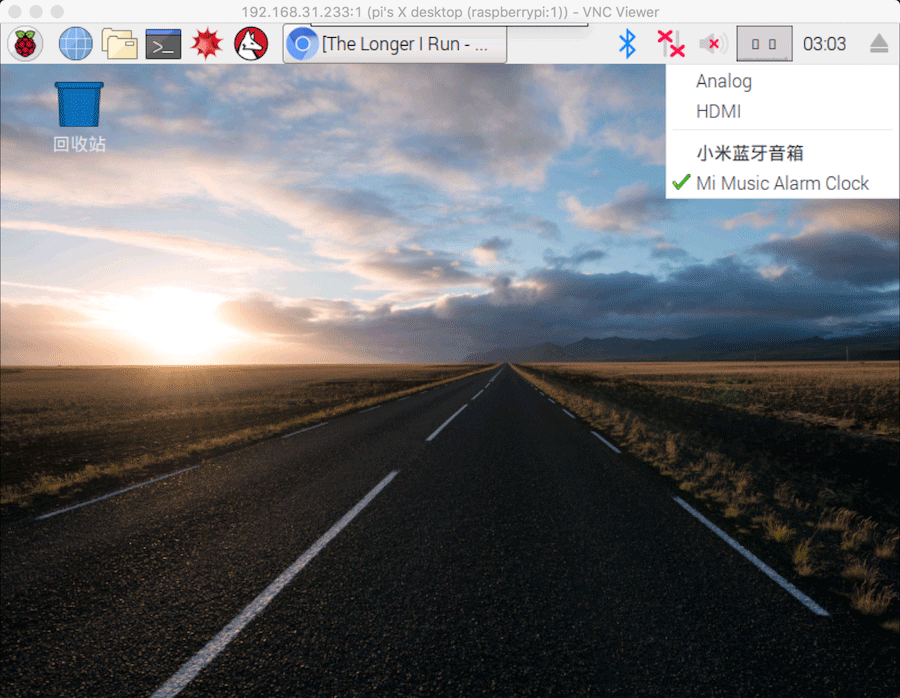 192.168.31.233:1 (pi's X desktop (raspberrypi:1)) - VNC Viewer
[The Longer I Run - ...
03:03
Analog
HDMI
小米蓝牙音箱
Mi Music Alarm Clock
回收站